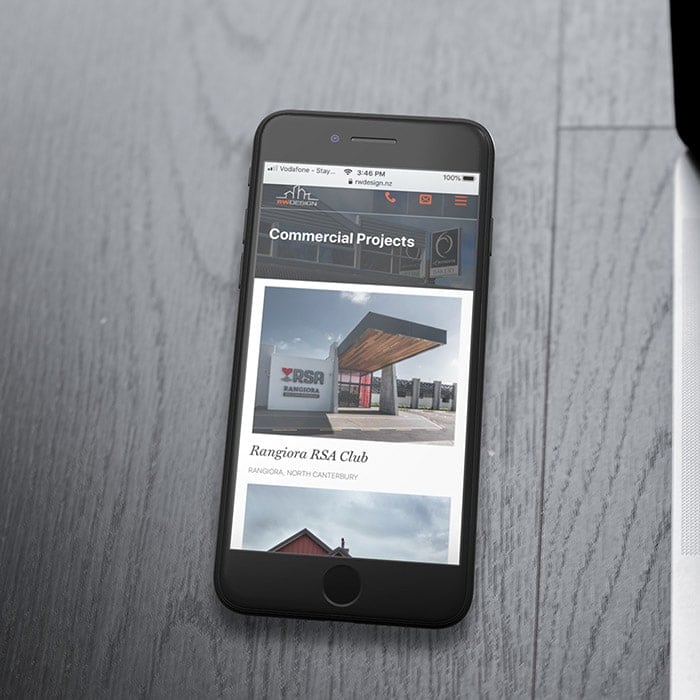 Vodafone - Stay...
3:46 PM
100%
rwdesign.nz
RWDESIGN
Commercial Projects
RSA
RANGIORA
Rangiora RSA Club
RANGIORA, NORTH CANTERBURY